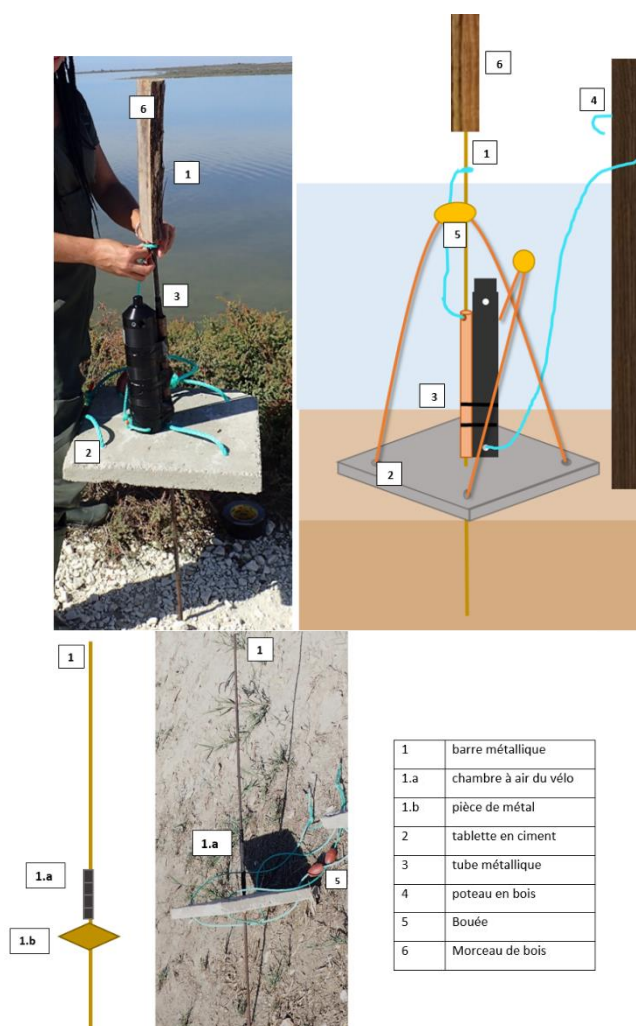 6
1
3
2
6
4
1
5
3
2
1
1.a
1.b
1
1.a
5
1 barre métallique
1.a chambre à air du vélo
1.b pièce de métal
2 tablette en ciment
3 tube métallique
4 poteau en bois
5 Bouée
6 Morceau de bois